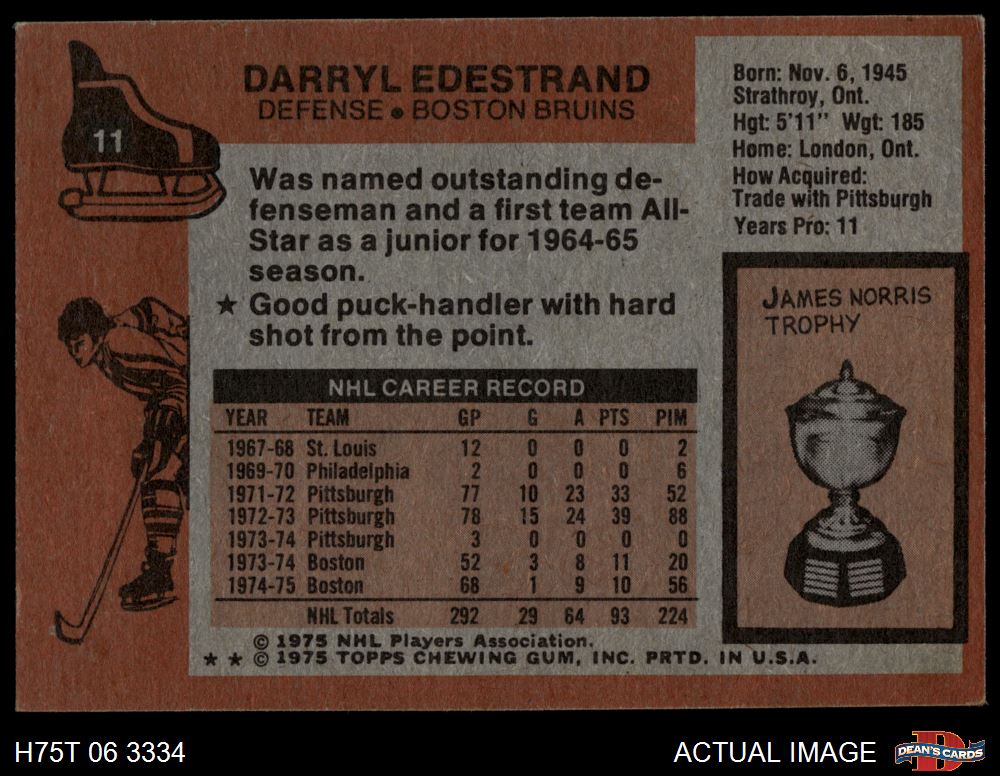 11
DARRYL EDESTRAND
DEFENSE • BOSTON BRUINS
Born: Nov. 6, 1945
Strathroy, Ont.
Hgt: 5'11" Wgt: 185
Home: London, Ont.
How Acquired:
Trade with Pittsburgh
Years Pro: 11
Was named outstanding de-
fenseman and a first team All-
Star as a junior for 1964-65
season.
★ Good puck-handler with hard
shot from the point.
JAMES NORRIS
TROPHY
NHL CAREER RECORD
YEAR TEAM GP G A PTS PIM
1967-68 St. Louis 12 0 0 0 2
1969-70 Philadelphia 2 0 0 0 6
1971-72 Pittsburgh 77 10 23 33 52
1972-73 Pittsburgh 78 15 24 39 88
1973-74 Pittsburgh 3 0 0 0 0
1973-74 Boston 52 3 8 11 20
1974-75 Boston 68 1 9 10 56
NHL Totals 292 29 64 93 224
© 1975 NHL Players Association.
★ ★ © 1975 TOPPS CHEWING GUM, INC. PRTD. IN U.S.A.
H75T 06 3334
ACTUAL IMAGE
DEAN'S CARDS